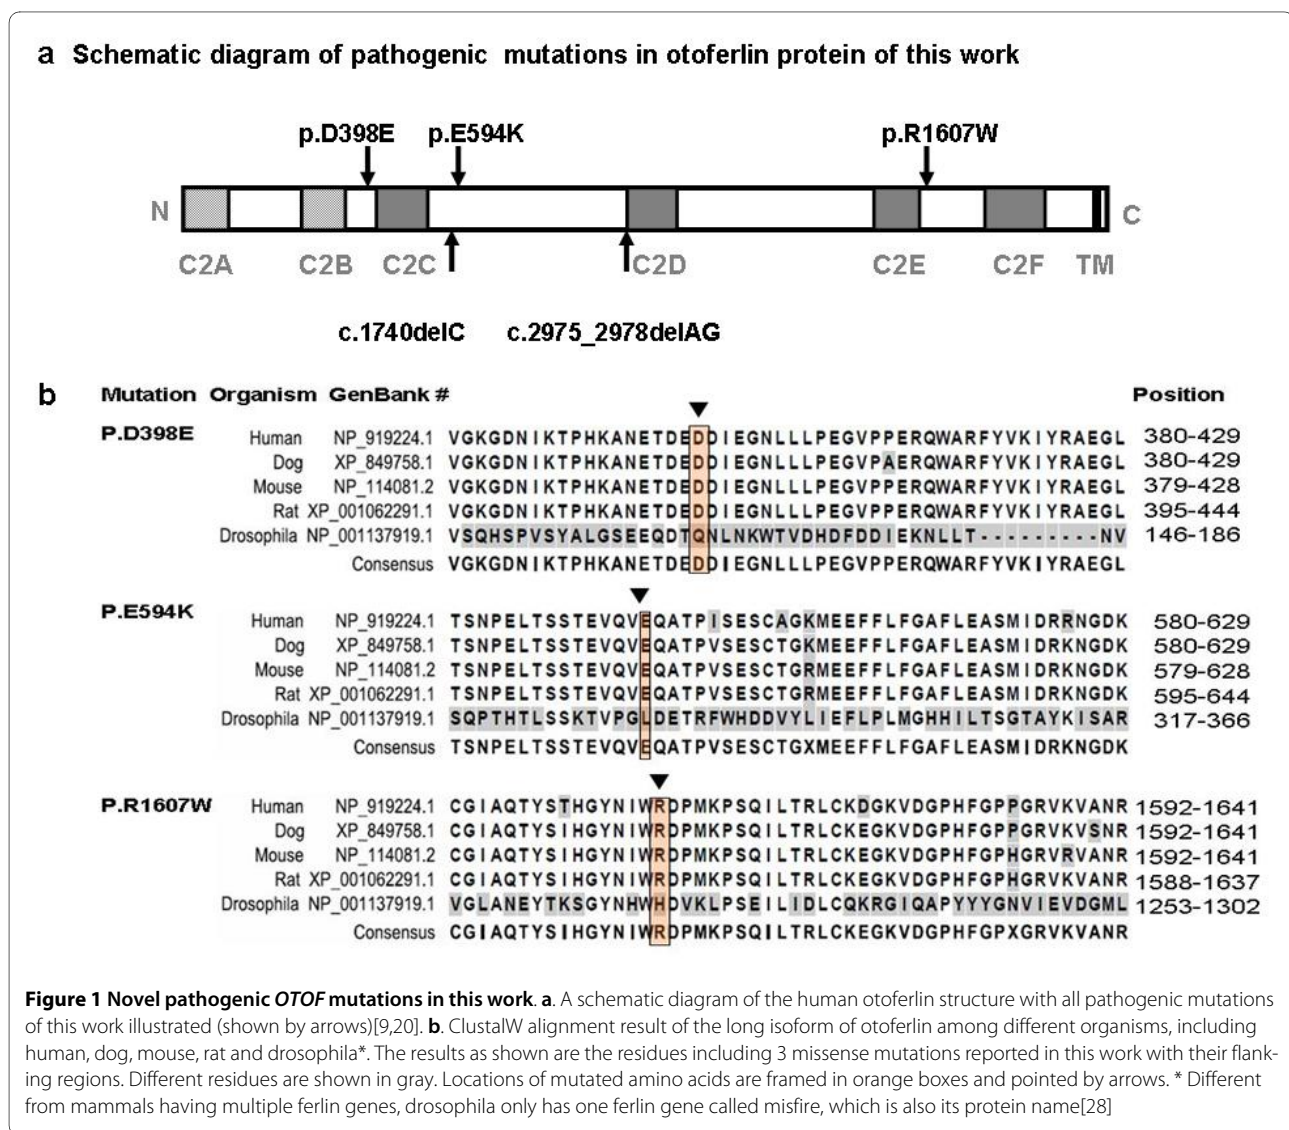 a Schematic diagram of pathogenic mutations in otoferlin protein of this work
p.D398E p.E594K p.R1607W
N C
C2A C2B C2C C2D C2E C2F TM
c.1740delC c.2975_2978delAG
b Mutation Organism GenBank # Position
P.D398E
Human NP_919224.1 VGKGDNIKTPHKANETDEDDIEGNLLLPEGVPPERQWARFYVKIYRAEGL 380-429
Dog XP_849758.1 VGKGDNIKTPHKANETDEDDIEGNLLLPEGVPAERQWARFYVKIYRAEGL 380-429
Mouse NP_114081.2 VGKGDNIKTPHKANETDEDDIEGNLLLPEGVPPERQWARFYVKIYRAEGL 379-428
Rat XP_001062291.1 VGKGDNIKTPHKANETDEDDIEGNLLLPEGVPPERQWARFYVKIYRAEGL 395-444
Drosophila NP_001137919.1 VSQHSPVSYALGSEEQDTQNLNKWTVDHDFDDIEKNLLT---------NV 146-186
Consensus VGKGDNIKTPHKANETDEDDIEGNLLLPEGVPPERQWARFYVKIYRAEGL
P.E594K
Human NP_919224.1 TSNPELTSSTEVQVEQATPISESCAGKMEEFFLFGAFLEASMIDRRNGDK 580-629
Dog XP_849758.1 TSNPELTSSTEVQVEQATPVSESCTGKMEEFFLFGAFLEASMIDRKNGDK 580-629
Mouse NP_114081.2 TSNPELTSSTEVQVEQATPVSESCTGRMEEFFLFGAFLEASMIDRKNGDK 579-628
Rat XP_001062291.1 TSNPELTSSTEVQVEQATPVSESCTGRMEEFFLFGAFLEASMIDRKNGDK 595-644
Drosophila NP_001137919.1 SQPTHTLSSKTVPGLDETRFWHDDVYLIEFLPLMGHHILTSGTAYKISAR 317-366
Consensus TSNPELTSSTEVQVEQATPVSESCTGXMEEFFLFGAFLEASMIDRKNGDK
P.R1607W
Human NP_919224.1 CGIAQTYSTHGYNIWRDPMKPSQILTRLCKDGKVDGPHFGPPGRVKVANR 1592-1641
Dog XP_849758.1 CGIAQTYSIHGYNIWRDPMKPSQILTRLCKEGKVDGPHFGPPGRVKVSNR 1592-1641
Mouse NP_114081.2 CGIAQTYSIHGYNIWRDPMKPSQILTRLCKEGKVDGPHFGPHGRVRVANR 1592-1641
Rat XP_001062291.1 CGIAQTYSIHGYNIWRDPMKPSQILTRLCKEGKVDGPHFGPHGRVKVANR 1588-1637
Drosophila NP_001137919.1 VGLANEYTKSGYNHWHDVKLPSEILIDLCQKRGIQAPYYYGNVIEVDGML 1253-1302
Consensus CGIAQTYSIHGYNIWRDPMKPSQILTRLCKEGKVDGPHFGPXGRVKVANR
Figure 1 Novel pathogenic OTOF mutations in this work. a. A schematic diagram of the human otoferlin structure with all pathogenic mutations
of this work illustrated (shown by arrows)[9,20]. b. ClustalW alignment result of the long isoform of otoferlin among different organisms, including
human, dog, mouse, rat and drosophila*. The results as shown are the residues including 3 missense mutations reported in this work with their flank-
ing regions. Different residues are shown in gray. Locations of mutated amino acids are framed in orange boxes and pointed by arrows. * Different
from mammals having multiple ferlin genes, drosophila only has one ferlin gene called misfire, which is also its protein name[28]